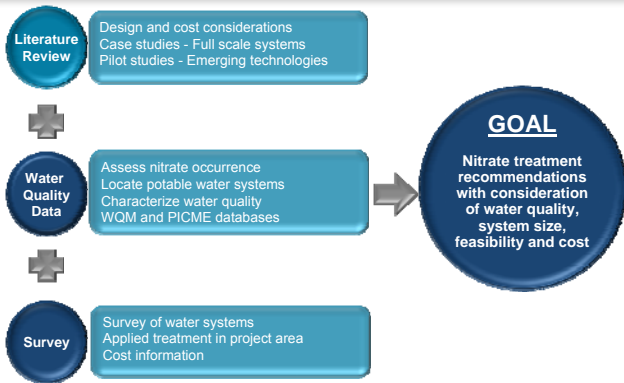 Literature
Review
Design and cost considerations
Case studies - Full scale systems
Pilot studies - Emerging technologies
Water
Quality
Data
Assess nitrate occurrence
Locate potable water systems
Characterize water quality
WQM and PICME databases
Survey
Survey of water systems
Applied treatment in project area
Cost information
GOAL
Nitrate treatment
recommendations
with consideration
of water quality,
system size,
feasibility and cost